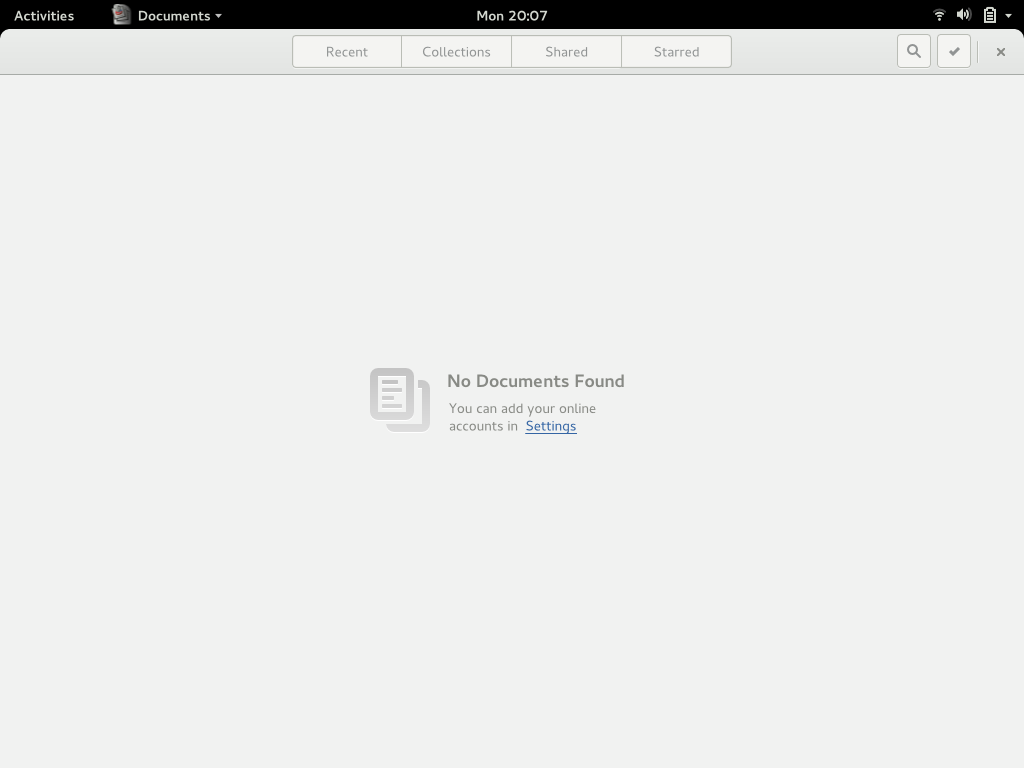 Activities Documents Mon 20:07
Recent Collections Shared Starred
No Documents Found
You can add your online
accounts in Settings